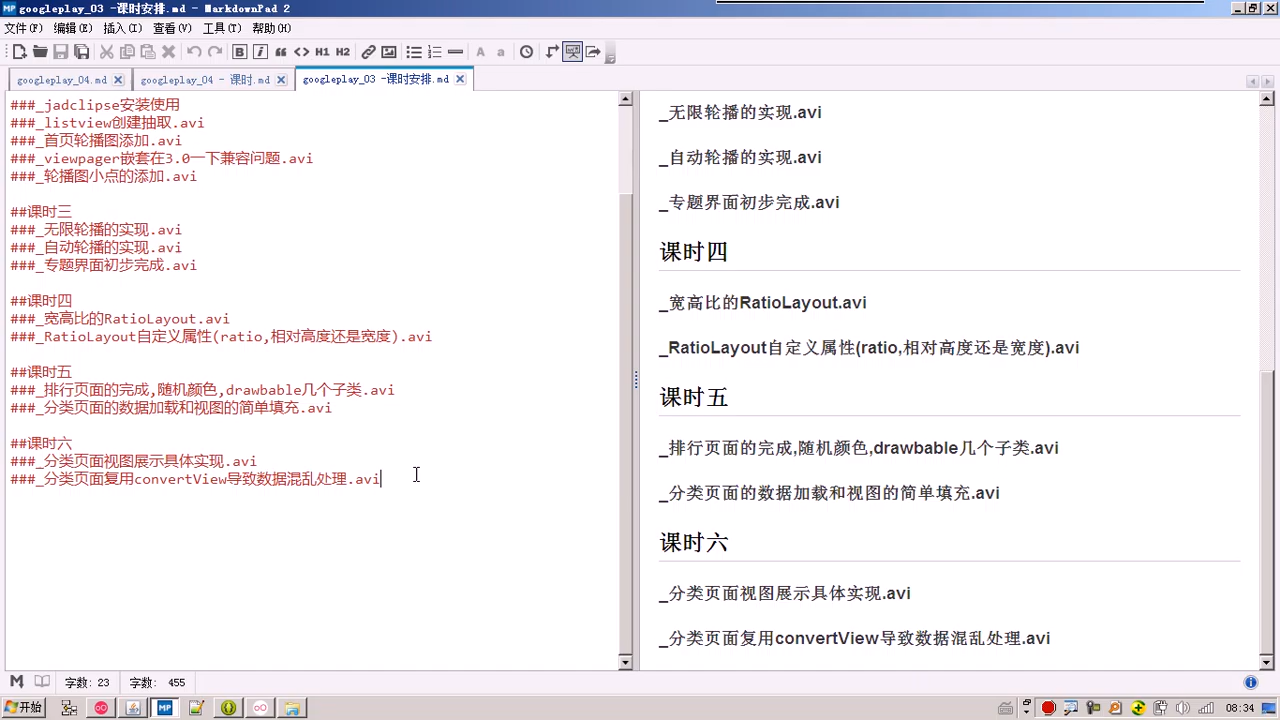 googleplay_03 -课时安排.md - MarkdownPad 2
文件(F) 编辑(E) 插入(I) 查看(V) 工具(T) 帮助(H)
B i “ <> H1 H2 A a
googleplay_04.md googleplay_04 - 课时.md googleplay_03 -课时安排.md
###_jadclipse安装使用
###_listview创建抽取.avi
###_首页轮播图添加.avi
###_viewpager嵌套在3.0一下兼容问题.avi
###_轮播图小点的添加.avi
##课时三
###_无限轮播的实现.avi
###_自动轮播的实现.avi
###_专题界面初步完成.avi
##课时四
###_宽高比的RatioLayout.avi
###_RatioLayout自定义属性(ratio,相对高度还是宽度).avi
##课时五
###_排行页面的完成,随机颜色,drawbable几个子类.avi
###_分类页面的数据加载和视图的简单填充.avi
##课时六
###_分类页面视图展示具体实现.avi
###_分类页面复用convertView导致数据混乱处理.avi
_无限轮播的实现.avi
_自动轮播的实现.avi
_专题界面初步完成.avi
课时四
_宽高比的RatioLayout.avi
_RatioLayout自定义属性(ratio,相对高度还是宽度).avi
课时五
_排行页面的完成,随机颜色,drawbable几个子类.avi
_分类页面的数据加载和视图的简单填充.avi
课时六
_分类页面视图展示具体实现.avi
_分类页面复用convertView导致数据混乱处理.avi
字数: 23 字数: 455
开始 MP 08:34